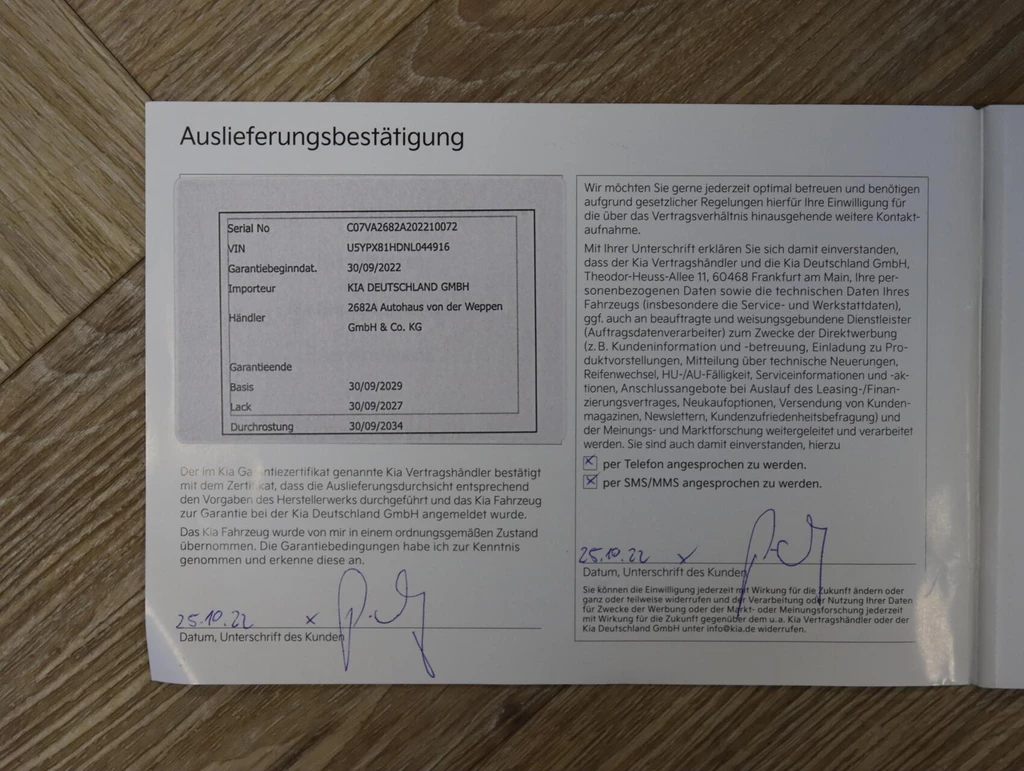 Auslieferungsbestätigung
Serial No C07VA2682A202210072
VIN U5YPX81HDNL044916
Garantiebeginndat. 30/09/2022
Importeur KIA DEUTSCHLAND GMBH
Händler 2682A Autohaus von der Weppen
GmbH & Co. KG
Garantieende
Basis 30/09/2029
Lack 30/09/2027
Durchrostung 30/09/2034
Der im Kia Garantiezertifikat genannte Kia Vertragshändler bestätigt
mit dem Zertifikat, dass die Auslieferungsdurchsicht entsprechend
den Vorgaben des Herstellerwerks durchgeführt und das Kia Fahrzeug
zur Garantie bei der Kia Deutschland GmbH angemeldet wurde.
Das Kia Fahrzeug wurde von mir in einem ordnungsgemäßen Zustand
übernommen. Die Garantiebedingungen habe ich zur Kenntnis
genommen und erkenne diese an.
25.10.22 x
Datum, Unterschrift des Kunden
Wir möchten Sie gerne jederzeit optimal betreuen und benötigen
aufgrund gesetzlicher Regelungen hierfür Ihre Einwilligung für
die über das Vertragsverhältnis hinausgehende weitere Kontakt-
aufnahme.
Mit Ihrer Unterschrift erklären Sie sich damit einverstanden,
dass der Kia Vertragshändler und die Kia Deutschland GmbH,
Theodor-Heuss-Allee 11, 60468 Frankfurt am Main, Ihre per-
sonenbezogenen Daten sowie die technischen Daten Ihres
Fahrzeugs (insbesondere die Service- und Werkstattdaten),
ggf. auch an beauftragte und weisungsgebundene Dienstleister
(Auftragsdatenverarbeiter) zum Zwecke der Direktwerbung
(z.B. Kundeninformation und -betreuung, Einladung zu Pro-
duktvorstellungen, Mitteilung über technische Neuerungen,
Reifenwechsel, HU-/AU-Fälligkeit, Serviceinformationen und -ak-
tionen, Anschlussangebote bei Auslauf des Leasing-/Finan-
zierungsvertrages, Neukaufoptionen, Versendung von Kunden-
magazinen, Newslettern, Kundenzufriedenheitsbefragung) und
der Meinungs- und Marktforschung weitergeleitet und verarbeitet
werden. Sie sind auch damit einverstanden, hierzu
x per Telefon angesprochen zu werden.
x per SMS/MMS angesprochen zu werden.
25.10.22 x
Datum, Unterschrift des Kunden
Sie können die Einwilligung jederzeit mit Wirkung für die Zukunft ändern oder
ganz oder teilweise widerrufen und der Verarbeitung oder Nutzung Ihrer Daten
für Zwecke der Werbung oder der Markt- oder Meinungsforschung jederzeit
mit Wirkung für die Zukunft gegenüber dem u.a. Kia Vertragshändler oder der
Kia Deutschland GmbH unter info@kia.de widerrufen.